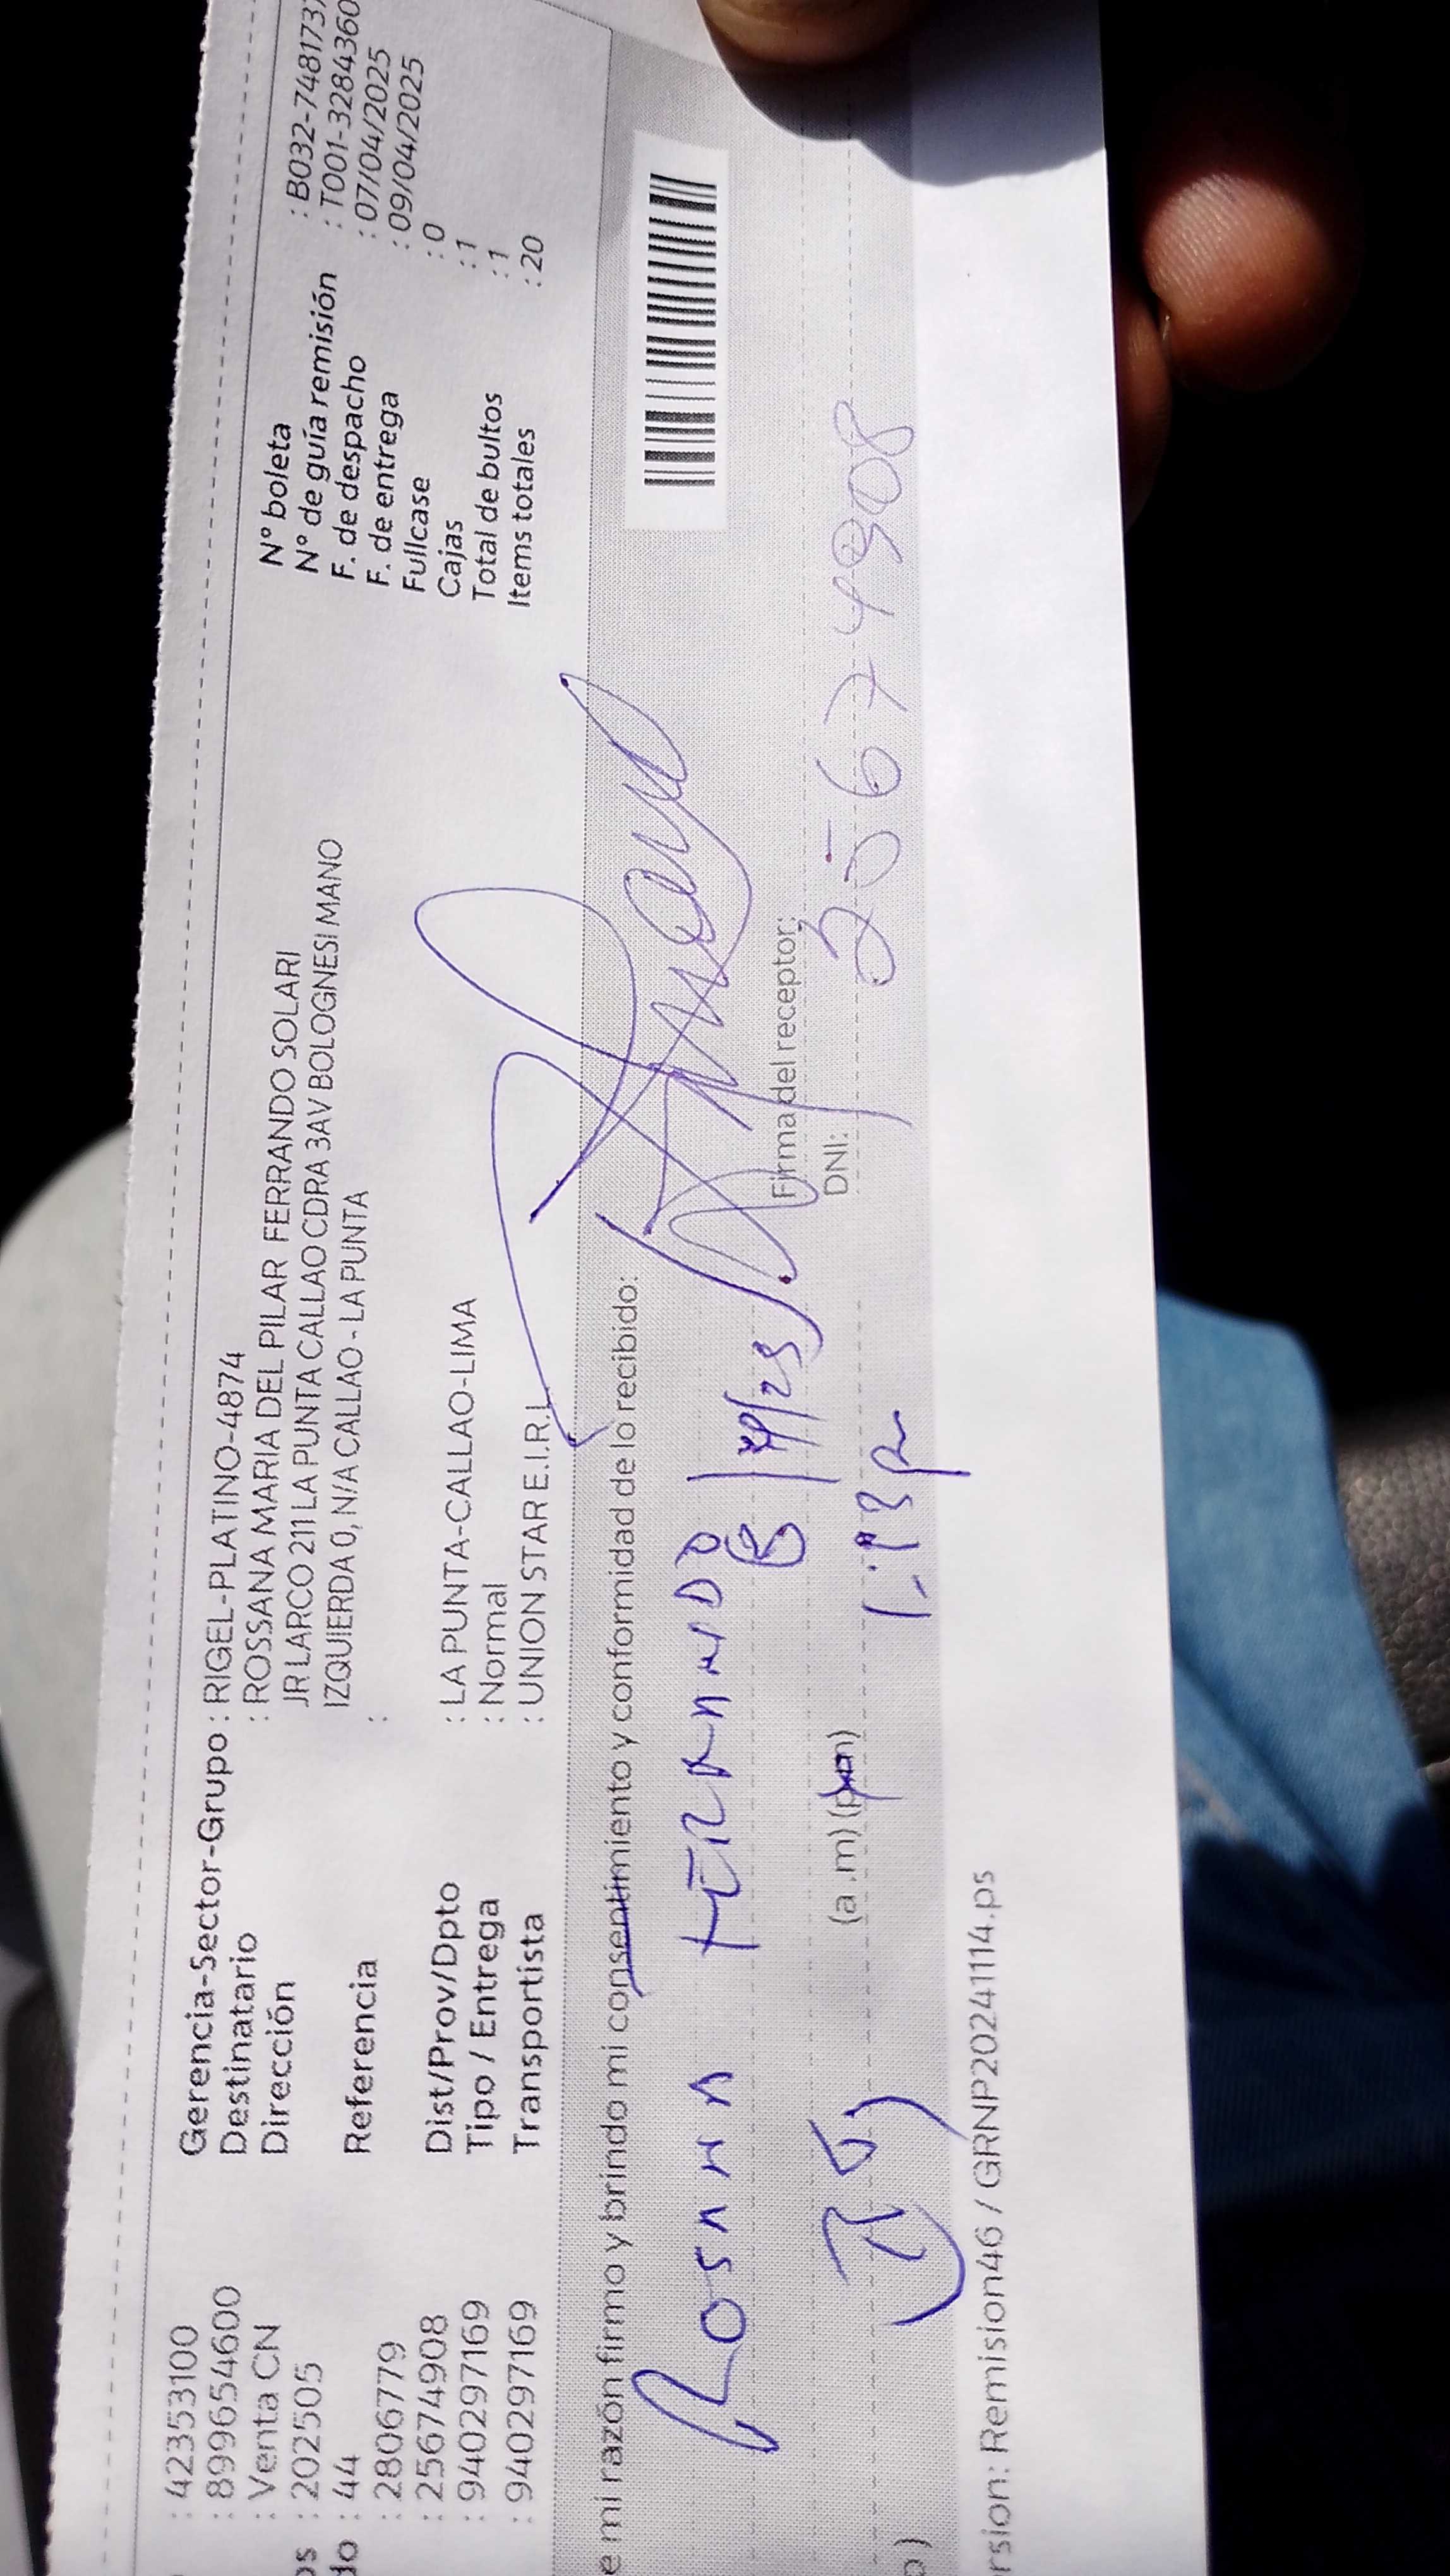 : 42353100
: 899654600
: Venta CN
os : 202505
do : 44
: 2806779
: 25674908
: 940297169
: 940297169
Gerencia-Sector-Grupo : RIGEL-PLATINO-4874
Destinatario : ROSSANA MARIA DEL PILAR FERRANDO SOLARI
Dirección JR LARCO 211 LA PUNTA CALLAO CDRA 3AV BOLOGNESI MANO
IZQUIERDA 0, N/A CALLAO - LA PUNTA
Referencia :
Dist/Prov/Dpto : LA PUNTA-CALLAO-LIMA
Tipo / Entrega : Normal
Transportista : UNION STAR E.I.R.L
N° boleta : B032-748173
N° de guía remisión : T001-3284360
F. de despacho : 07/04/2025
F. de entrega : 09/04/2025
Fullcase : 0
Cajas : 1
Total de bultos : 1
Items totales : 20
e mi razón firmo y brindo mi consentimiento y conformidad de lo recibido:
Rosana FERRANDO
(a.m) (p.m)
Firma del receptor:
DNI: 25674908
rsion: Remision46 / GRNP20241114.ps